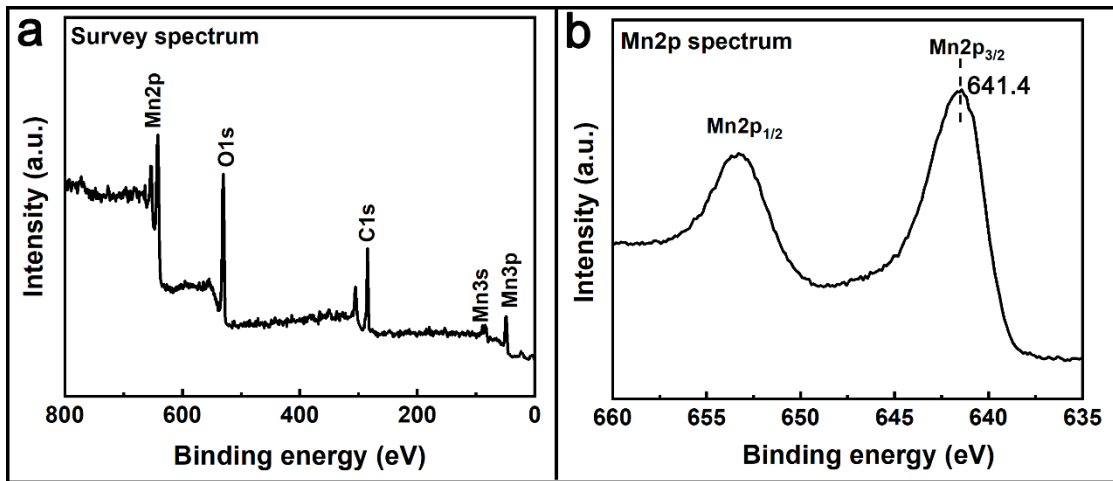 a
Survey spectrum
Mn2p
O1s
C1s
Mn3s
Mn3p
Intensity (a.u.)
800 600 400 200 0
Binding energy (eV)
b
Mn2p spectrum
Mn2p3/2
641.4
Mn2p1/2
Intensity (a.u.)
660 655 650 645 640 635
Binding energy (eV)